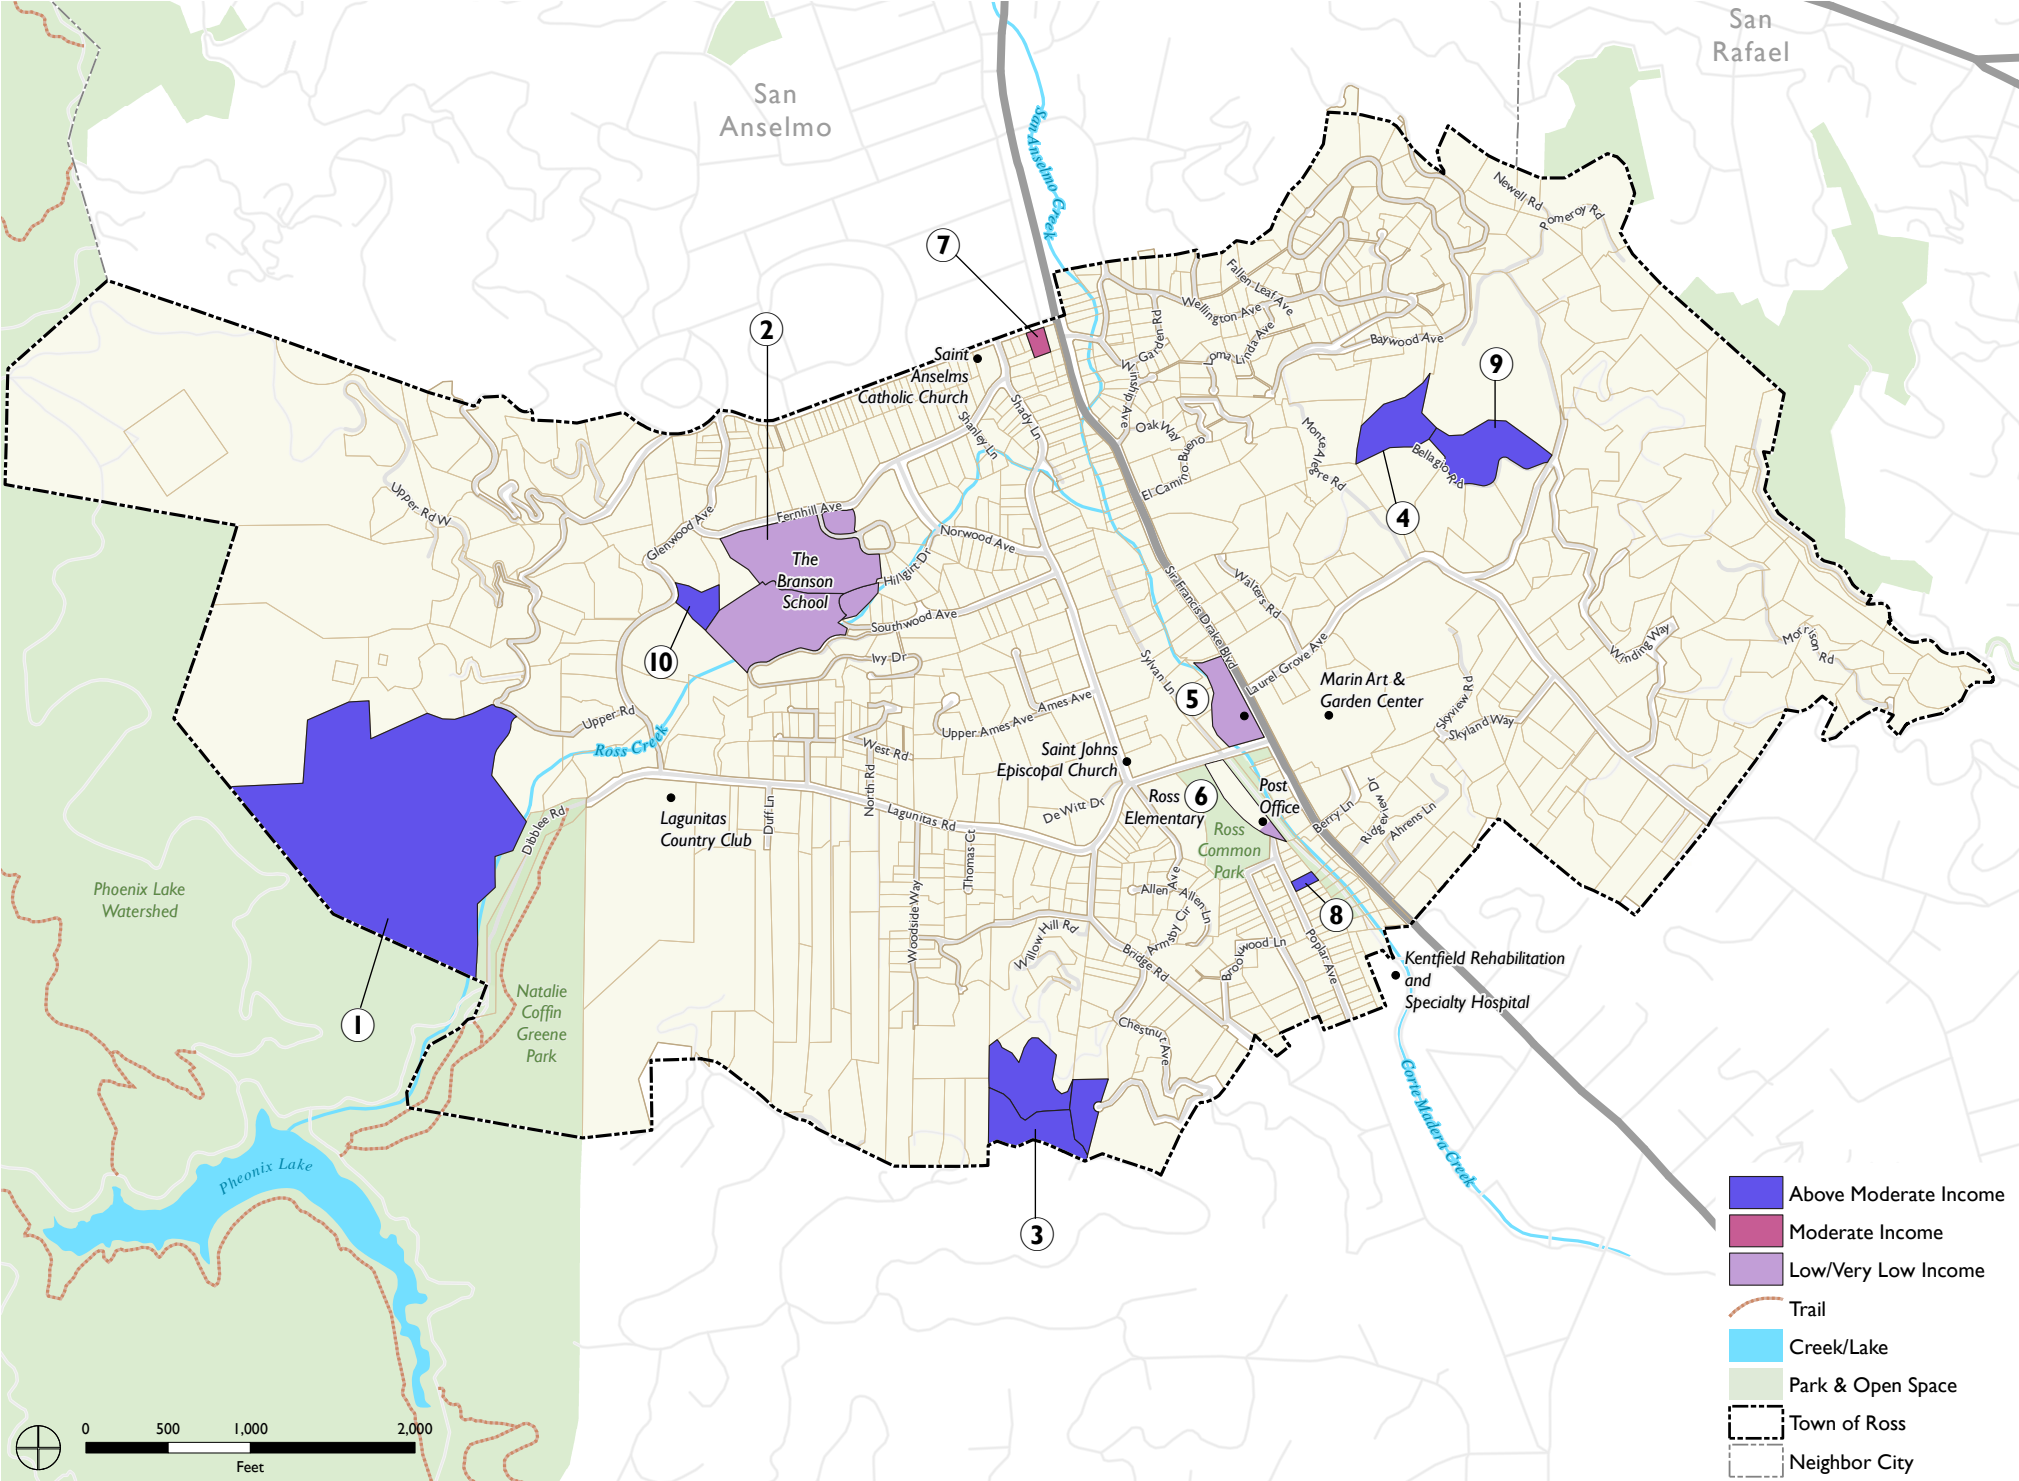 San
Rafael
San
Anselmo
San Anselmo Creek
Newell Rd
Pomeroy Rd
7
Fallen Leaf Ave
Wellington Ave
2
Garden Rd
Loma Linda Ave
Baywood Ave
Saint
Anselms
Catholic Church
9
Winship Ave
Shady Ln
Shanley Ln
Oak Way
El Camino Bueno
Monte Alegre Rd
Bellagio Rd
4
Upper Rd W
Glenwood Ave
Fernhill Ave
Norwood Ave
The
Branson
School
Hillgirt Dr
Sir Francis Drake Blvd
Walters Rd
Southwood Ave
10
Ivy Dr
Sylvan Ln
Laurel Grove Ave
Winding Way
Morrison Rd
5
Marin Art &
Garden Center
Skyview Rd
Skyland Way
Upper Rd
Ross Creek
Upper Ames Ave
Ames Ave
West Rd
North Rd
Saint Johns
Episcopal Church
Post
Office
6
Ross
Elementary
De Witt Dr
Lagunitas Rd
Duff Ln
Lagunitas
Country Club
Dibblee Rd
Thomas Ct
Ross
Common
Park
Berry Ln
Ridgeview Dr
Ahrens Ln
Phoenix Lake
Watershed
Woodside Way
Allen Ave
Allen Ln
Armsby Cir
Willow Hill Rd
Bridge Rd
Brookwood Ln
Poplar Ave
8
Kentfield Rehabilitation
and
Specialty Hospital
Natalie
Coffin
Greene
Park
1
Chestnut Ave
Corte Madera Creek
Pheonix Lake
3
Above Moderate Income
Moderate Income
Low/Very Low Income
Trail
Creek/Lake
Park & Open Space
Town of Ross
Neighbor City
0 500 1,000 2,000
Feet